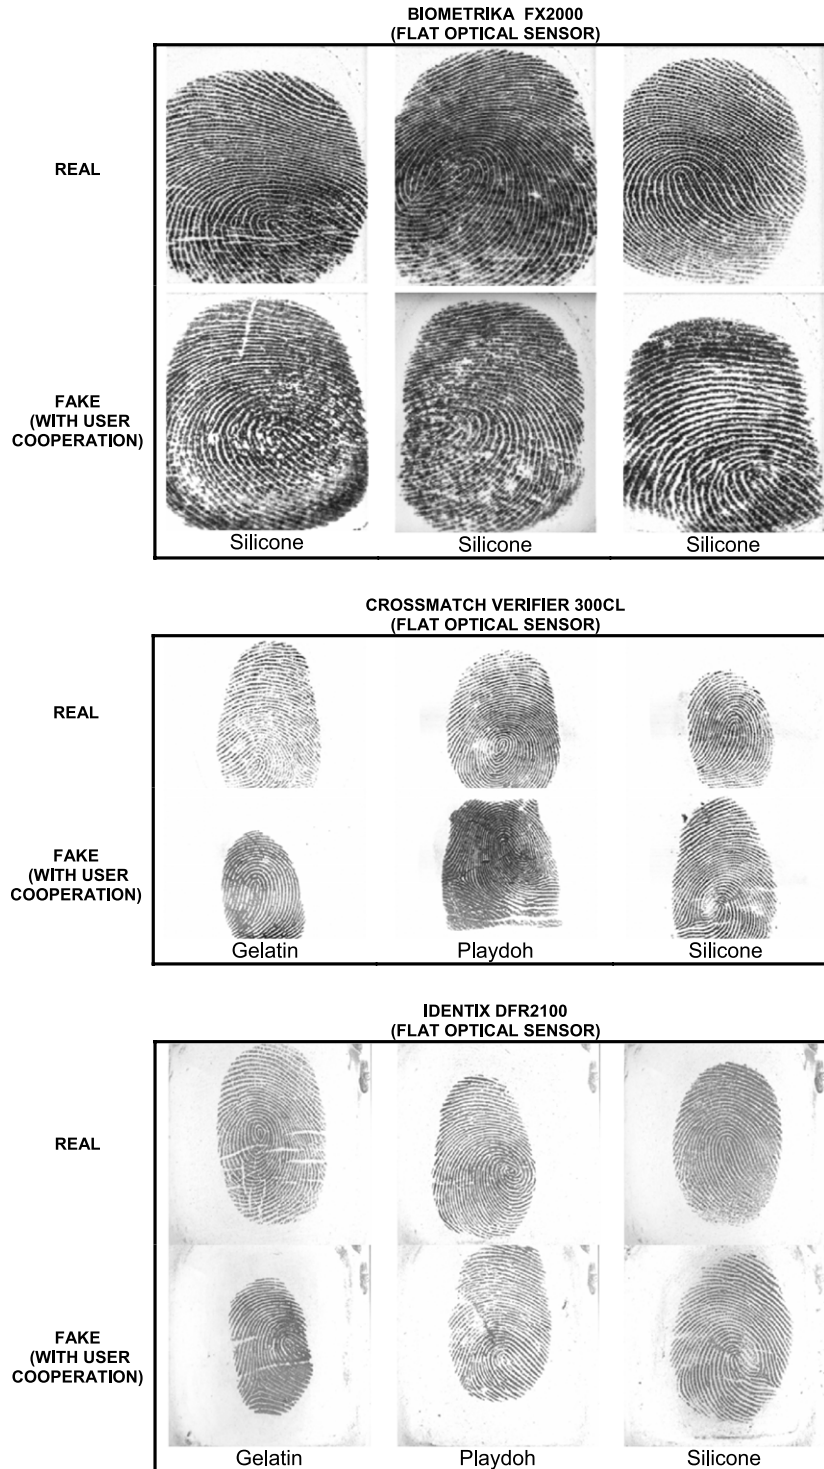 BIOMETRIKA FX2000
(FLAT OPTICAL SENSOR)
REAL
FAKE
(WITH USER
COOPERATION)
Silicone Silicone Silicone
CROSSMATCH VERIFIER 300CL
(FLAT OPTICAL SENSOR)
REAL
FAKE
(WITH USER
COOPERATION)
Gelatin Playdoh Silicone
IDENTIX DFR2100
(FLAT OPTICAL SENSOR)
REAL
FAKE
(WITH USER
COOPERATION)
Gelatin Playdoh Silicone